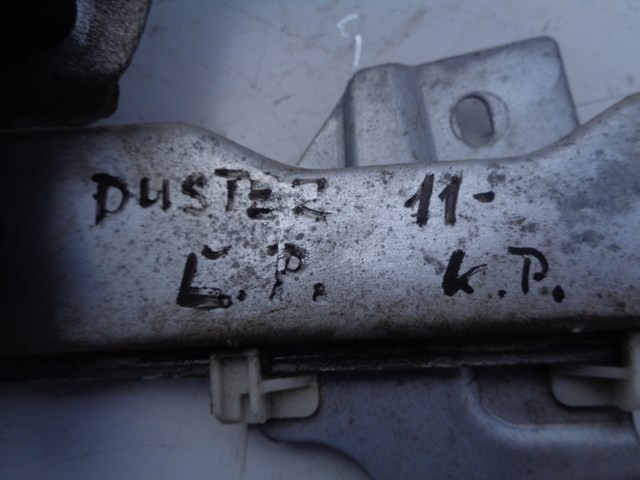 DUSTER 11-
L.P. K.P.